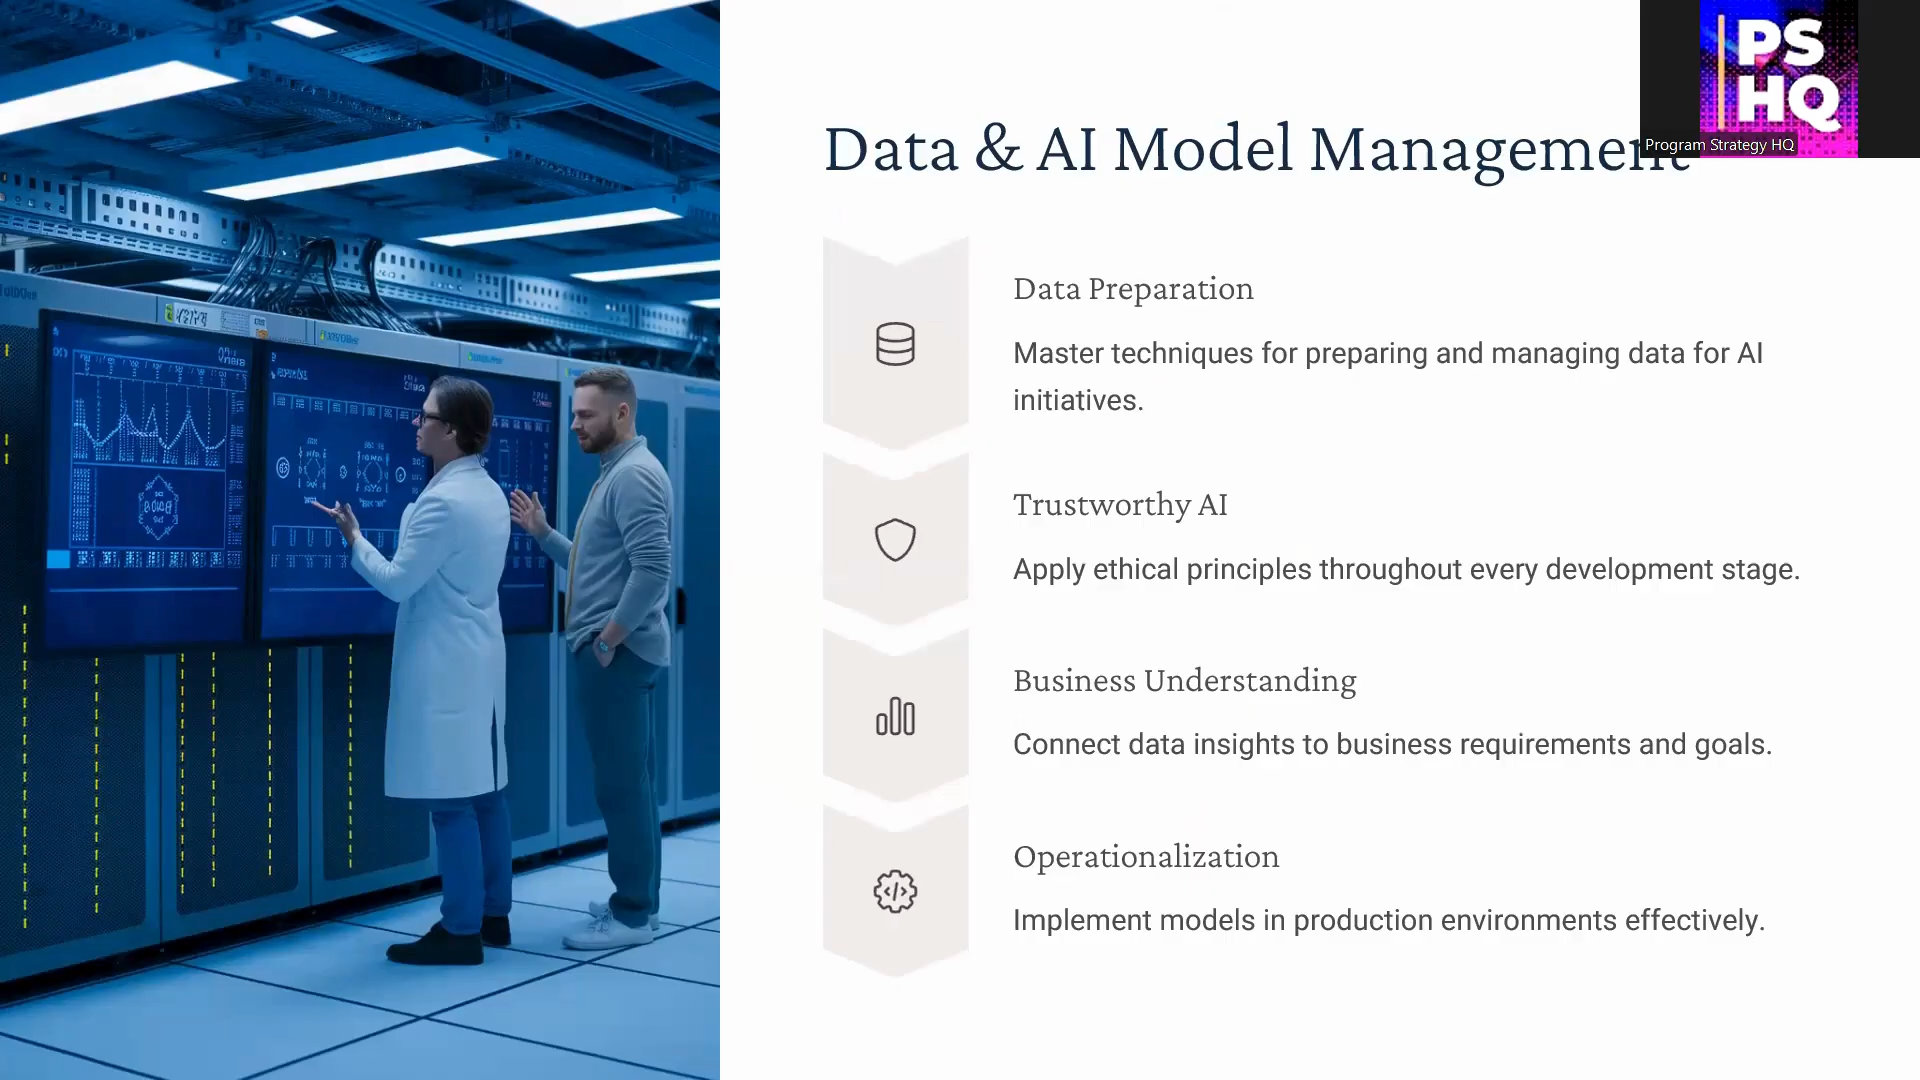 PS
HQ
Program Strategy HQ
Data & AI Model Management
Data Preparation
Master techniques for preparing and managing data for AI
initiatives.
Trustworthy AI
Apply ethical principles throughout every development stage.
Business Understanding
Connect data insights to business requirements and goals.
Operationalization
Implement models in production environments effectively.